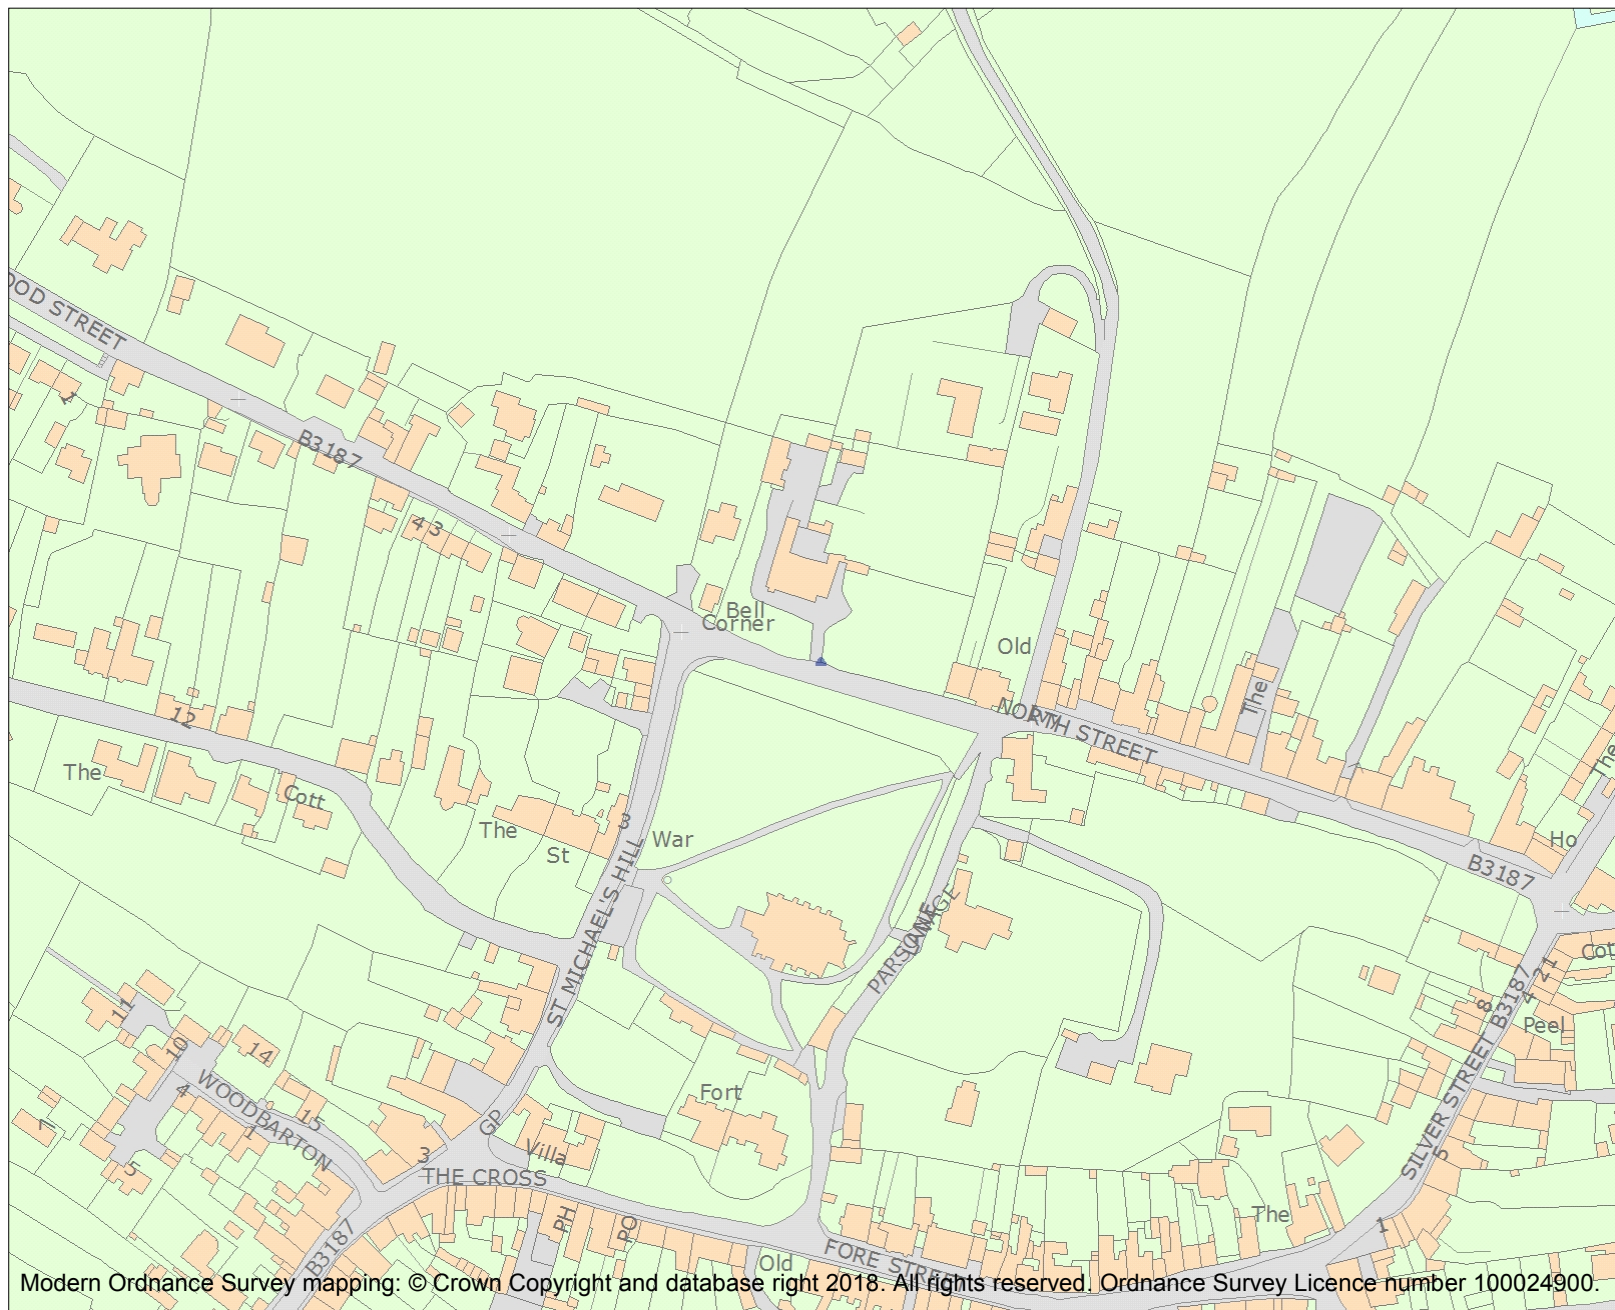 OOD STREET
1
B3187
4 3
Bell
Corner
Old
The
NORTH STREET
12
The
Cott
The
St
3
War
ST MICHAEL'S HILL
PARSONAGE
LANE
B3187
Ho
The
Cot
21
4
8
B3187
Peel
SILVER STREET
5
1
The
11
10
14
4
WOODBARTON
15
1
7
5
3
GP
Villa
THE CROSS
Fort
PH
PO
B3187
Old
FORE STREET
Modern Ordnance Survey mapping: © Crown Copyright and database right 2018. All rights reserved. Ordnance Survey Licence number 100024900.